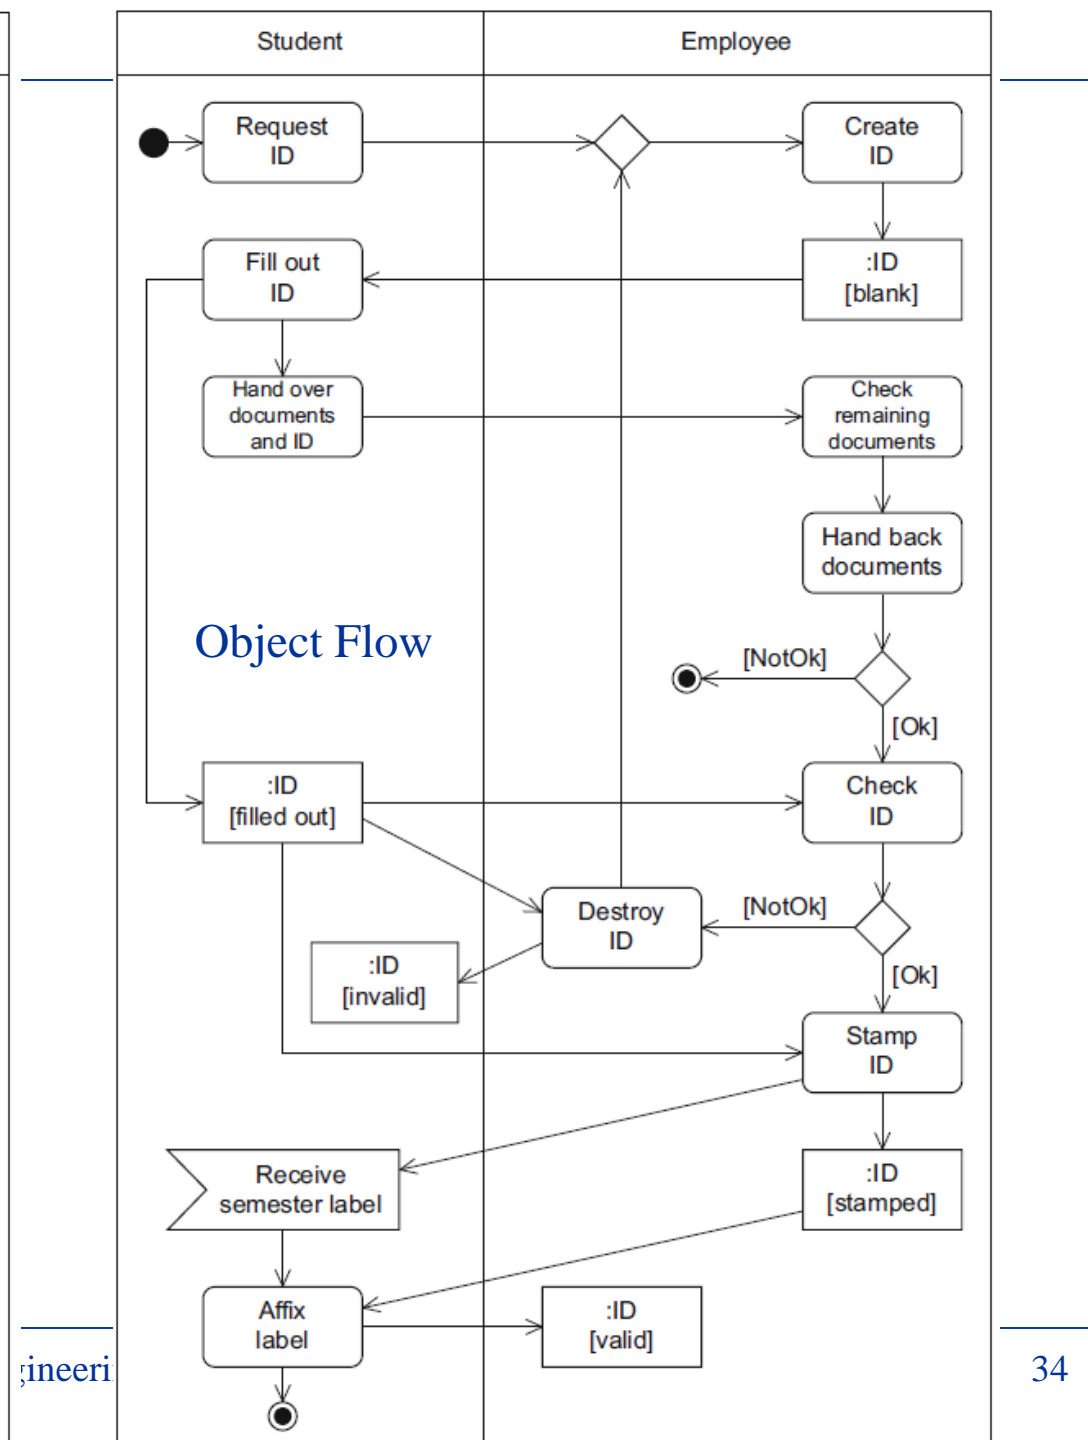 Student
Employee
Request
ID
Create
ID
Fill out
ID
:ID
[blank]
Hand over
documents
and ID
Check
remaining
documents
Hand back
documents
Object Flow
[NotOk]
[Ok]
:ID
[filled out]
Check
ID
Destroy
ID
[NotOk]
:ID
[invalid]
[Ok]
Stamp
ID
Receive
semester label
:ID
[stamped]
Affix
label
:ID
[valid]
34